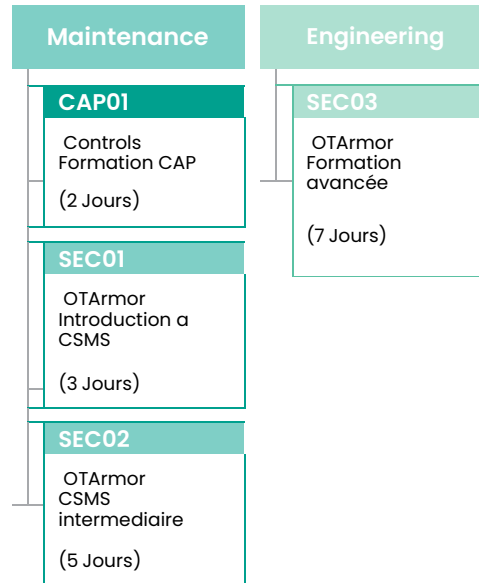 Maintenance
CAP01
Controls
Formation CAP
(2 Jours)
SEC01
OTArmor
Introduction a
CSMS
(3 Jours)
SEC02
OTArmor
CSMS
intermediaire
(5 Jours)
Engineering
SEC03
OTArmor
Formation
avancée
(7 Jours)